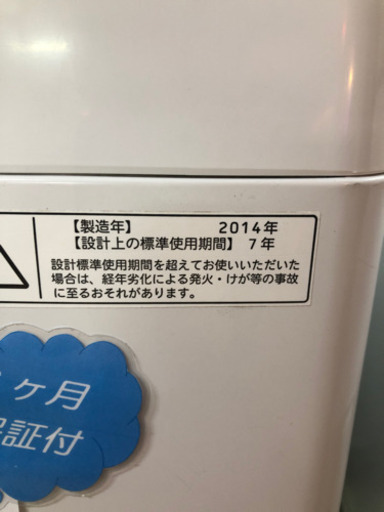 【製造年】 2014年
【設計上の標準使用期間】 7年
設計標準使用期間を超えてお使いいただいた
場合は、経年劣化による発火・けが等の事故
に至るおそれがあります。
ヶ月
証付